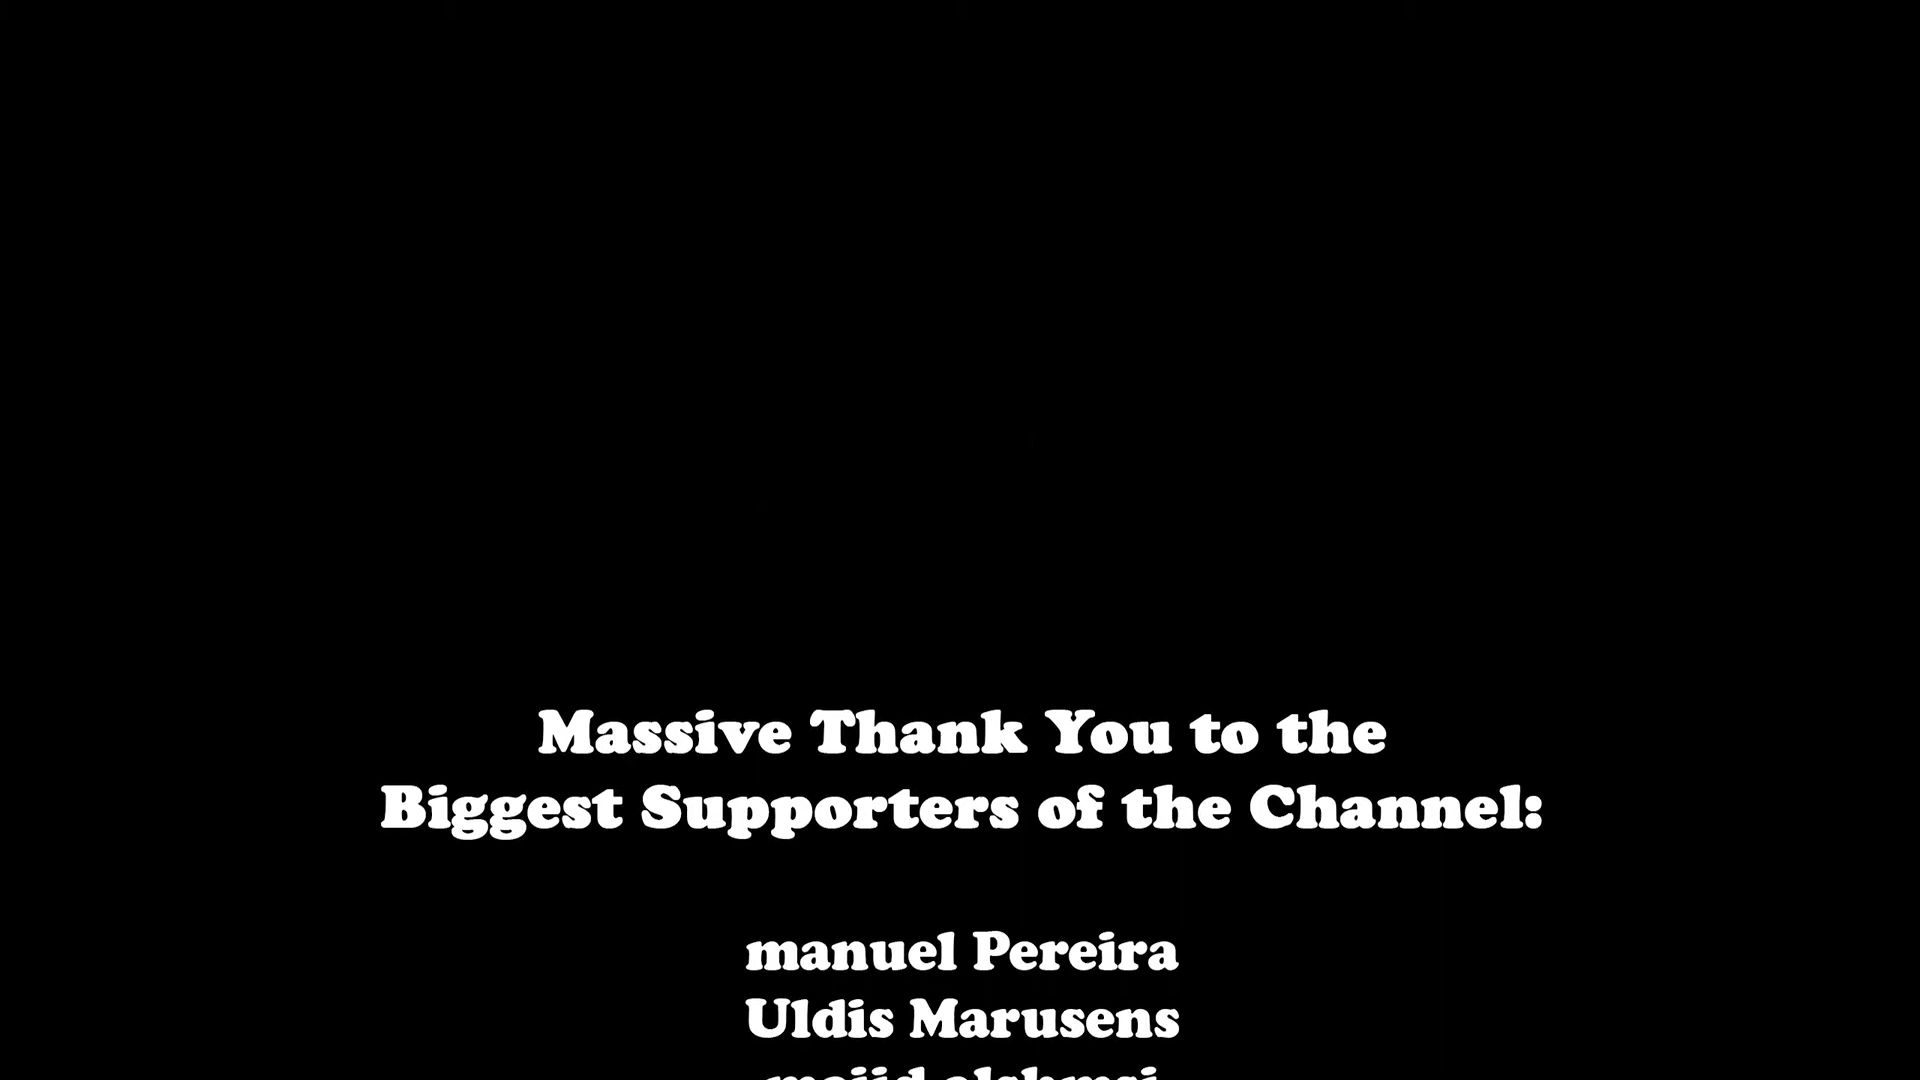 Massive Thank You to the
Biggest Supporters of the Channel:
manuel Pereira
Uldis Marusens